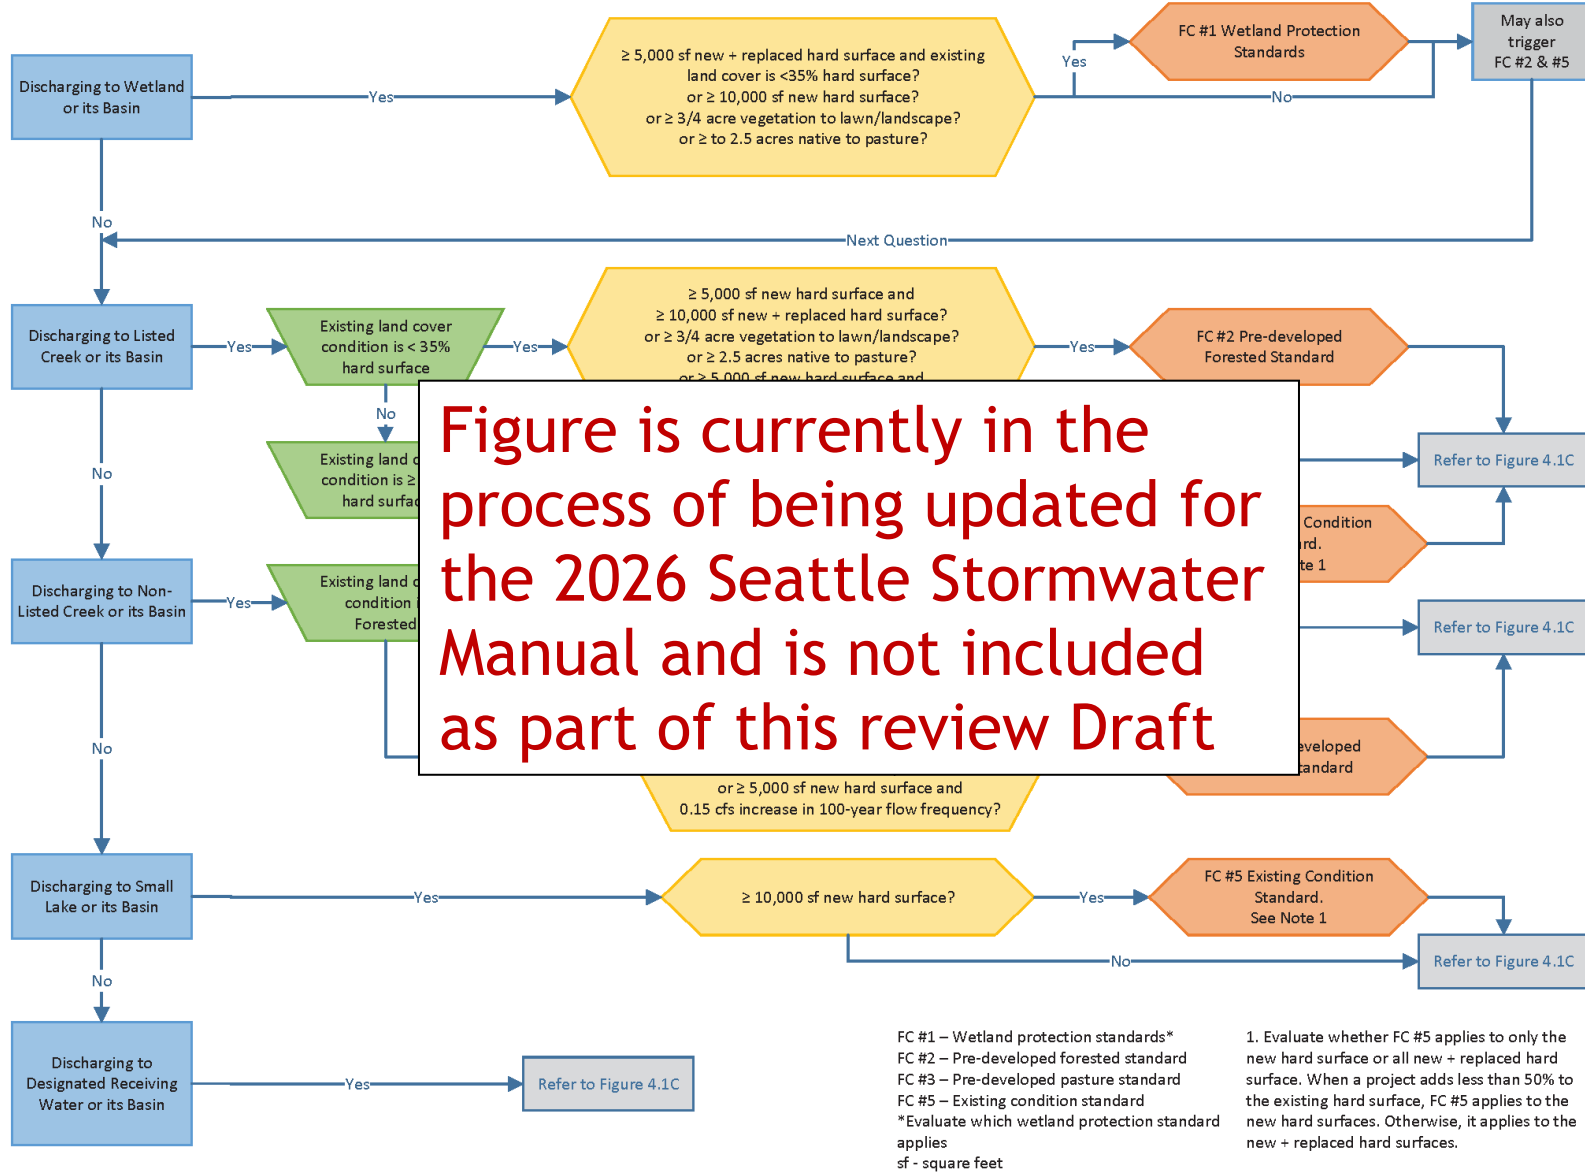 Discharging to Wetland
or its Basin
Yes
≥ 5,000 sf new + replaced hard surface and existing
land cover is <35% hard surface?
or ≥ 10,000 sf new hard surface?
or ≥ 3/4 acre vegetation to lawn/landscape?
or ≥ to 2.5 acres native to pasture?
Yes
No
FC #1 Wetland Protection
Standards
May also
trigger
FC #2 & #5
No
Next Question
Discharging to Listed
Creek or its Basin
Yes
Existing land cover
condition is < 35%
hard surface
Yes
≥ 5,000 sf new hard surface and
≥ 10,000 sf new + replaced hard surface?
or ≥ 3/4 acre vegetation to lawn/landscape?
or ≥ 2.5 acres native to pasture?
or ≥ 5,000 sf new hard surface and
Yes
FC #2 Pre-developed
Forested Standard
No
No
Existing land
condition is ≥
hard
Refer to Figure 4.1C
Condition
Figure is currently in the
process of being updated for
the 2026 Seattle Stormwater
Manual and is not included
as part of this review Draft
Discharging to Non-
Listed Creek or its Basin
Yes
Existing land
condition
Forested
Refer to Figure 4.1C
No
or ≥ 5,000 sf new hard surface and
0.15 cfs increase in 100-year flow frequency?
Discharging to Small
Lake or its Basin
Yes
≥ 10,000 sf new hard surface?
Yes
FC #5 Existing Condition
Standard.
See Note 1
No
Refer to Figure 4.1C
No
Discharging to
Designated Receiving
Water or its Basin
Yes
Refer to Figure 4.1C
FC #1 – Wetland protection standards*
FC #2 – Pre-developed forested standard
FC #3 – Pre-developed pasture standard
FC #5 – Existing condition standard
*Evaluate which wetland protection standard
applies
sf - square feet
1. Evaluate whether FC #5 applies to only the
new hard surface or all new + replaced hard
surface. When a project adds less than 50% to
the existing hard surface, FC #5 applies to the
new hard surfaces. Otherwise, it applies to the
new + replaced hard surfaces.